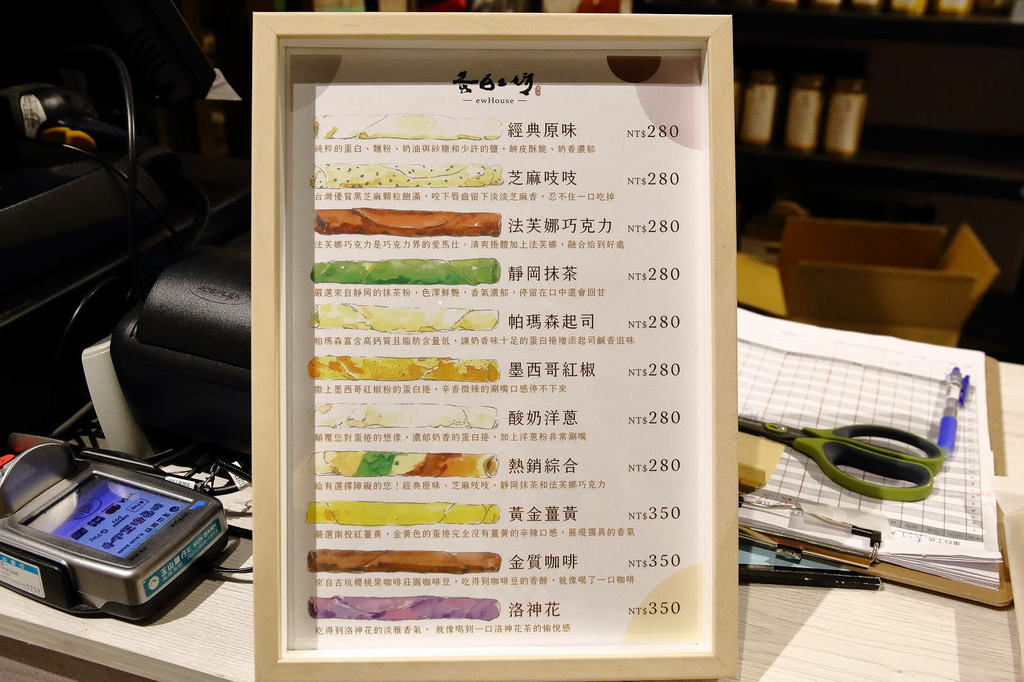 蛋白工坊
ewHouse
經典原味 NT$280
純粹的蛋白、麵粉、奶油與砂糖和少許的鹽,餅皮酥脆、奶香濃郁
芝麻吱吱 NT$280
台灣優質黑芝麻顆粒飽滿,咬下唇齒留下淡淡芝麻香,忍不住一口吃掉
法芙娜巧克力 NT$280
法芙娜巧克力是巧克力界的愛馬仕。清爽捲體加上法芙娜,融合恰到好處
靜岡抹茶 NT$280
嚴選來自靜岡的抹茶粉,色澤鮮艷,香氣濃郁,停留在口中還會回甘
帕瑪森起司 NT$280
帕瑪森富含高鈣質且脂肪含量低,讓奶香味十足的蛋白捲增添起司鹹香滋味
墨西哥紅椒 NT$280
撒上墨西哥紅椒粉的蛋白捲,辛香微辣的涮嘴口感停不下來
酸奶洋蔥 NT$280
顛覆您對蛋捲的想像,濃郁奶香的蛋白捲,加上洋蔥粉非常涮嘴
熱銷綜合 NT$280
給有選擇障礙的您!經典原味、芝麻吱吱、靜岡抹茶和法芙娜巧克力
黃金薑黃 NT$350
嚴選南投紅薑黃,金黃色的蛋捲完全沒有薑黃的辛辣口感,展現獨具的香氣
金質咖啡 NT$350
來自古坑櫻桃果咖啡莊園咖啡豆,吃得到咖啡豆的香醇,就像喝了一口咖啡
洛神花 NT$350
吃得到洛神花的淡雅香氣,就像喝到一口洛神花茶的愉悅感
玉山銀行 E.SUN BANK